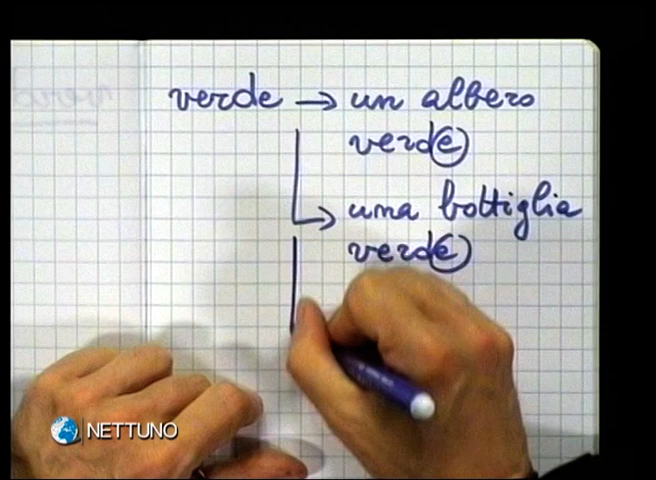 verde → un albero
verde
una bottiglia
verde
NETTUNO